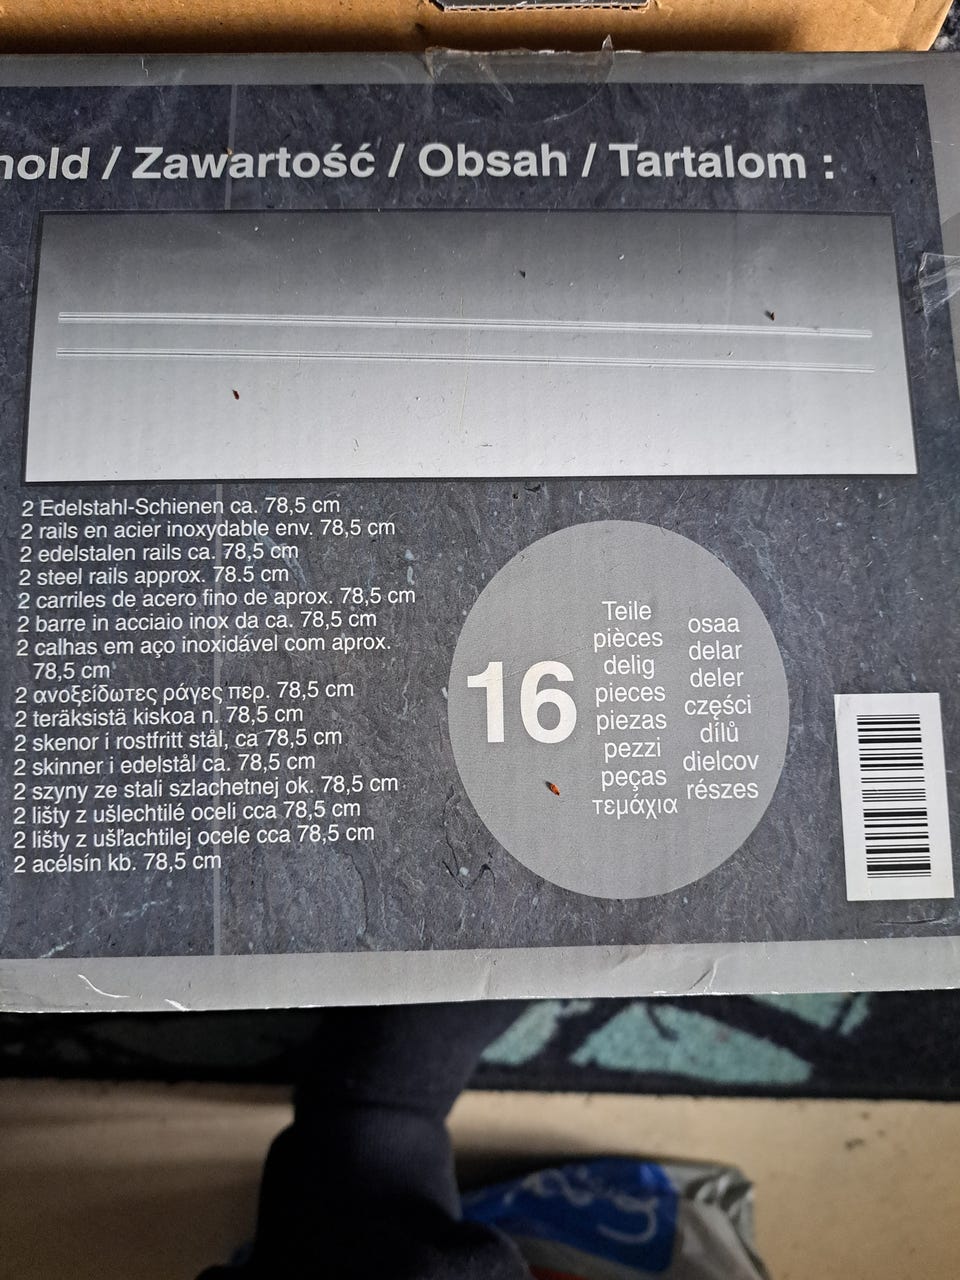 hold / Zawartość / Obsah / Tartalom :
2 Edelstahl-Schienen ca. 78,5 cm
2 rails en acier inoxydable env. 78,5 cm
2 edelstalen rails ca. 78,5 cm
2 steel rails approx. 78.5 cm
2 carriles de acero fino de aprox. 78,5 cm
2 barre in acciaio inox da ca. 78,5 cm
2 calhas em aço inoxidável com aprox.
78,5 cm
2 ανοξείδωτες ράγες περ. 78,5 cm
2 teräksistä kiskoa n. 78,5 cm
2 skenor i rostfritt stål, ca 78,5 cm
2 skinner i edelstål ca. 78,5 cm
2 szyny ze stali szlachetnej ok. 78,5 cm
2 lišty z ušlechtilé oceli cca 78,5 cm
2 lišty z ušľachtilej ocele cca 78,5 cm
2 acélsín kb. 78,5 cm
16
Teile
pièces
delig
pieces
piezas
pezzi
peças
τεμάχια
osaa
delar
deler
części
dílů
dielcov
részes